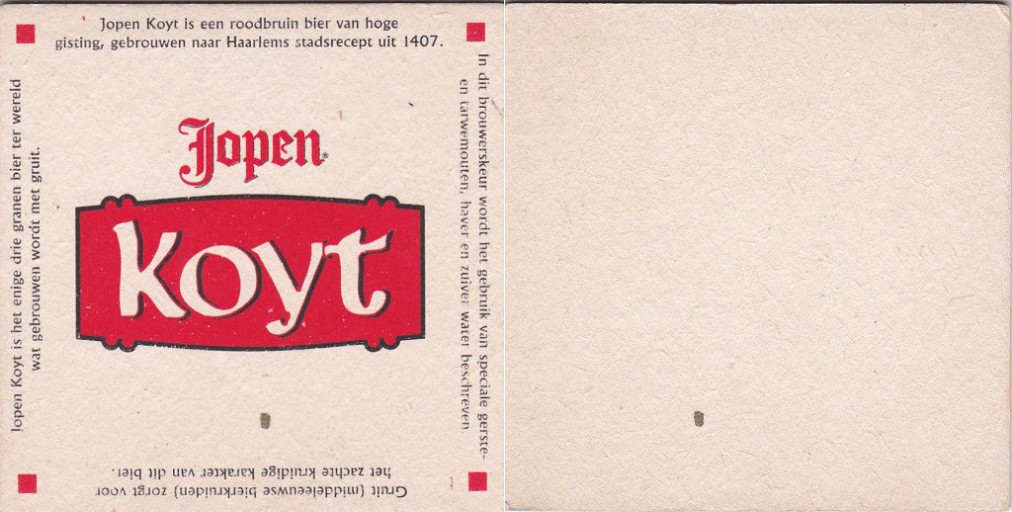 Jopen Koyt is een roodbruin bier van hoge
gisting, gebrouwen naar Haarlems stadsrecept uit 1407.
In dit brouwerskeur wordt het gebruik van speciale gerste-
en tarwemouten, haver en zuiver water beschreven.
Gruit (middeleeuwse bierkruiden) zorgt voor
het zachte kruidige karakter van dit bier.
Jopen Koyt is het enige drie granen bier ter wereld
wat gebrouwen wordt met gruit.
Jopen®
Koyt